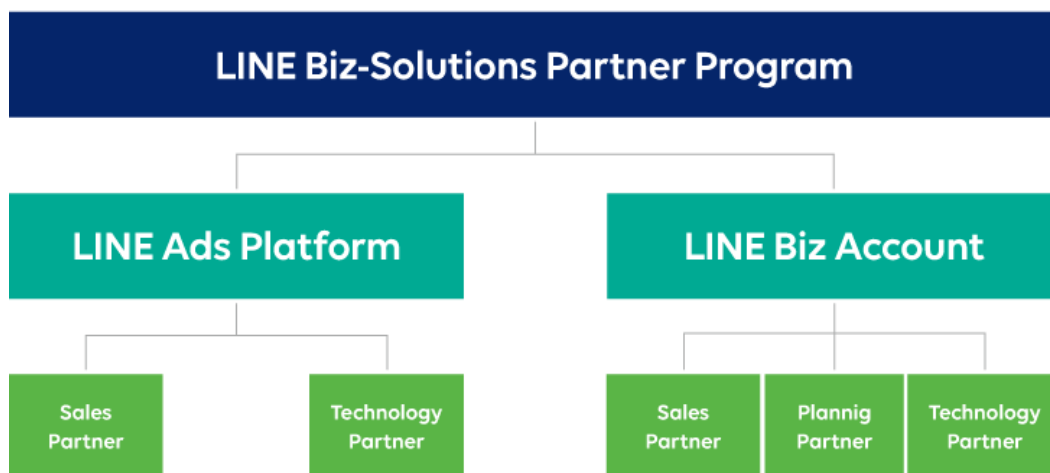 LINE Biz-Solutions Partner Program
LINE Ads Platform
LINE Biz Account
Sales
Partner
Technology
Partner
Sales
Partner
Plannig
Partner
Technology
Partner